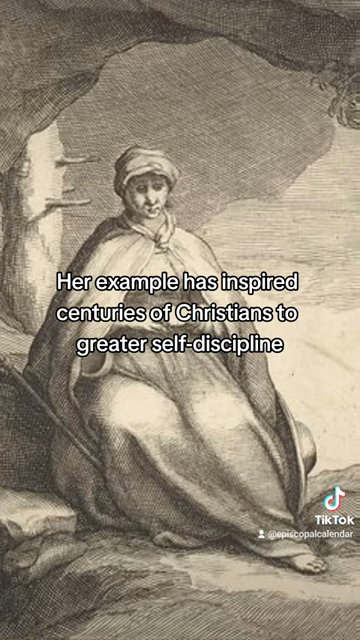 Her example has inspired
centuries of Christians to
greater self-discipline
TikTok
@episcopalcalendar